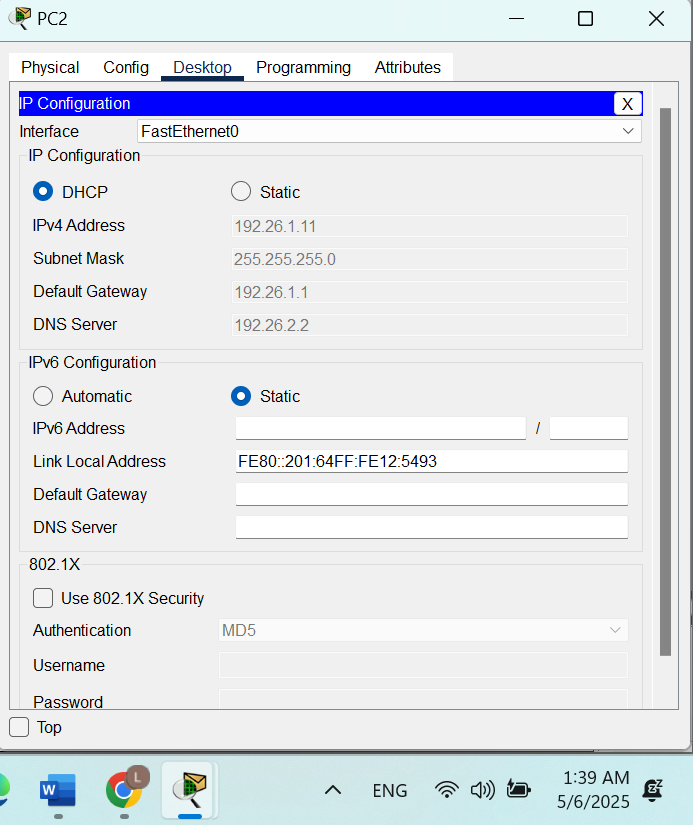 PC2
Physical Config Desktop Programming Attributes
IP Configuration X
Interface FastEthernet0
IP Configuration
DHCP Static
IPv4 Address 192.26.1.11
Subnet Mask 255.255.255.0
Default Gateway 192.26.1.1
DNS Server 192.26.2.2
IPv6 Configuration
Automatic Static
IPv6 Address /
Link Local Address FE80::201:64FF:FE12:5493
Default Gateway
DNS Server
802.1X
Use 802.1X Security
Authentication MD5
Username
Password
Top
W L ENG 1:39 AM
5/6/2025